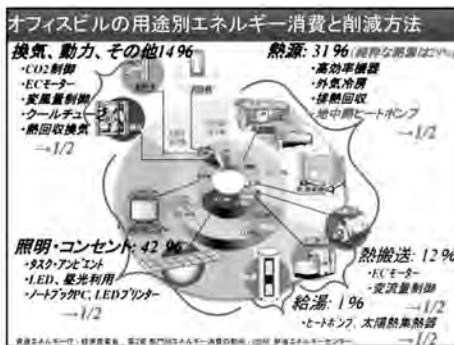 オフィスビルの用途別エネルギー消費と削減方法
換気、動力、その他14%
・CO2制御
・ECモーター
・変風量制御
・クールチューブ
・熱回収換気
→1/2
熱源:31%
・高効率機器
・外気冷房
・排熱回収
・地中熱ヒートポンプ
→1/2
照明・コンセント:42%
・タスク・アンビエント
・LED、昼光利用
・ノートブックPC、LEDプリンター
→1/2
熱搬送:12%
・ECモーター
・変流量制御
→1/2
給湯:1%
・ヒートポンプ、太陽熱集熱器
→1/2